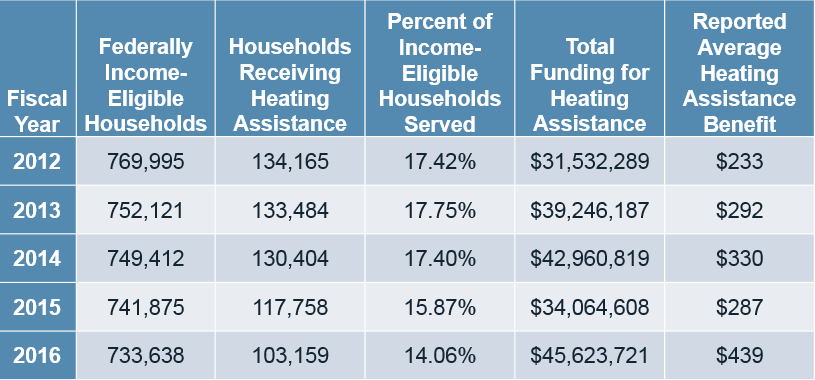 Fiscal Year	Federally Income-Eligible Households	Households Receiving Heating Assistance	Percent of Income-Eligible Households Served	Total Funding for Heating Assistance	Reported Average Heating Assistance Benefit
2012	769,995	134,165	17.42%	$31,532,289	$233
2013	752,121	133,484	17.75%	$39,246,187	$292
2014	749,412	130,404	17.40%	$42,960,819	$330
2015	741,875	117,758	15.87%	$34,064,608	$287
2016	733,638	103,159	14.06%	$45,623,721	$439